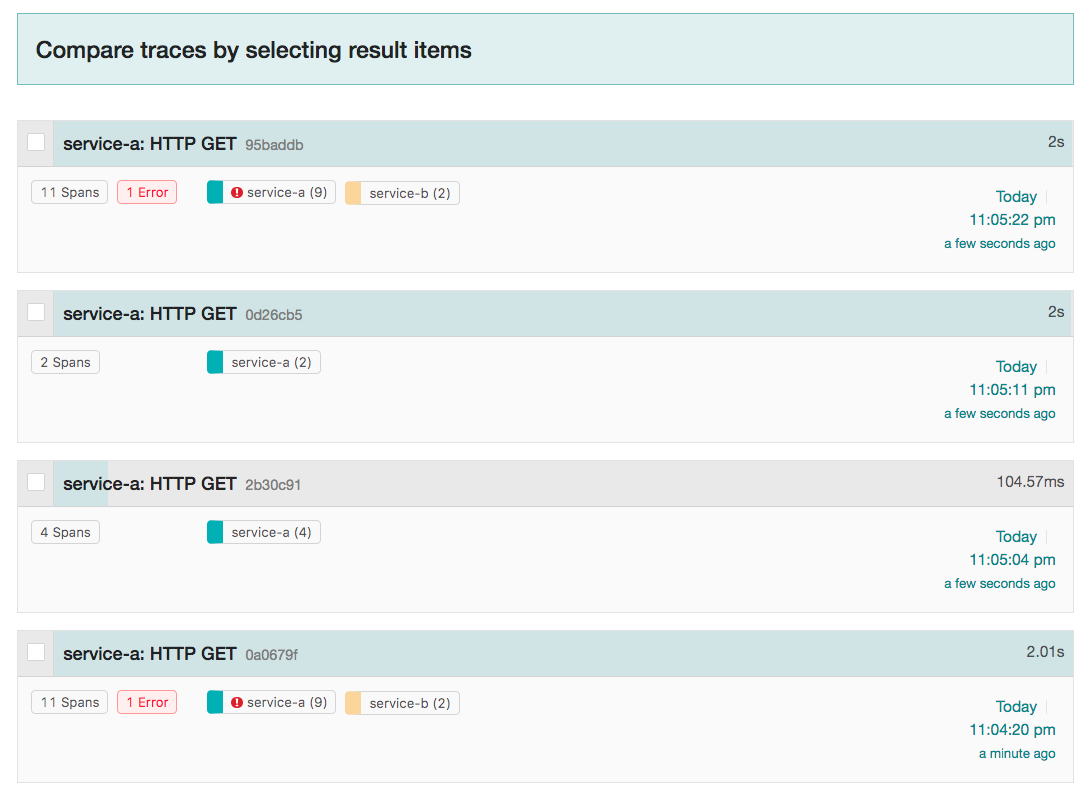 Compare traces by selecting result items
service-a: HTTP GET 95baddb 2s
11 Spans 1 Error service-a (9) service-b (2) Today
11:05:22 pm
a few seconds ago
service-a: HTTP GET 0d26cb5 2s
2 Spans service-a (2) Today
11:05:11 pm
a few seconds ago
service-a: HTTP GET 2b30c91 104.57ms
4 Spans service-a (4) Today
11:05:04 pm
a few seconds ago
service-a: HTTP GET 0a0679f 2.01s
11 Spans 1 Error service-a (9) service-b (2) Today
11:04:20 pm
a minute ago